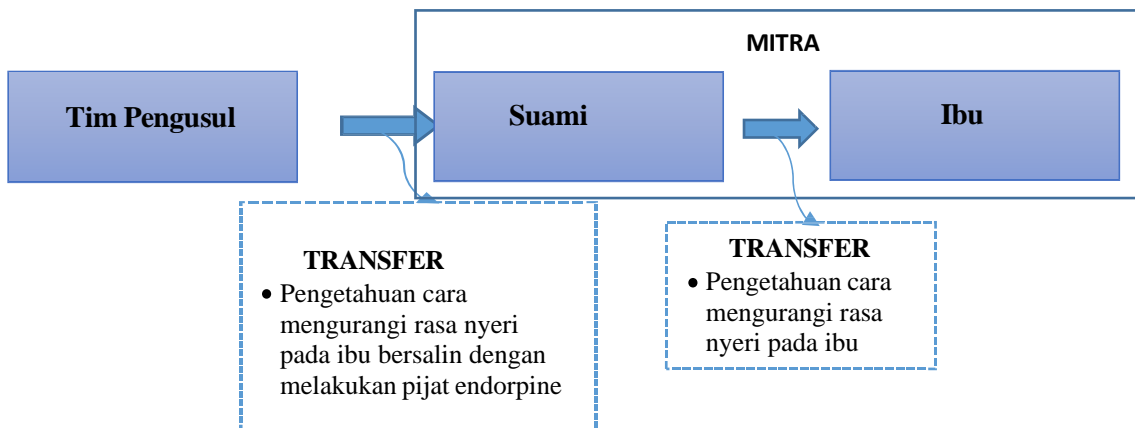 MITRA
Tim Pengusul
Suami
Ibu
TRANSFER
• Pengetahuan cara
mengurangi rasa nyeri
pada ibu bersalin dengan
melakukan pijat endorpine
TRANSFER
• Pengetahuan cara
mengurangi rasa
nyeri pada ibu